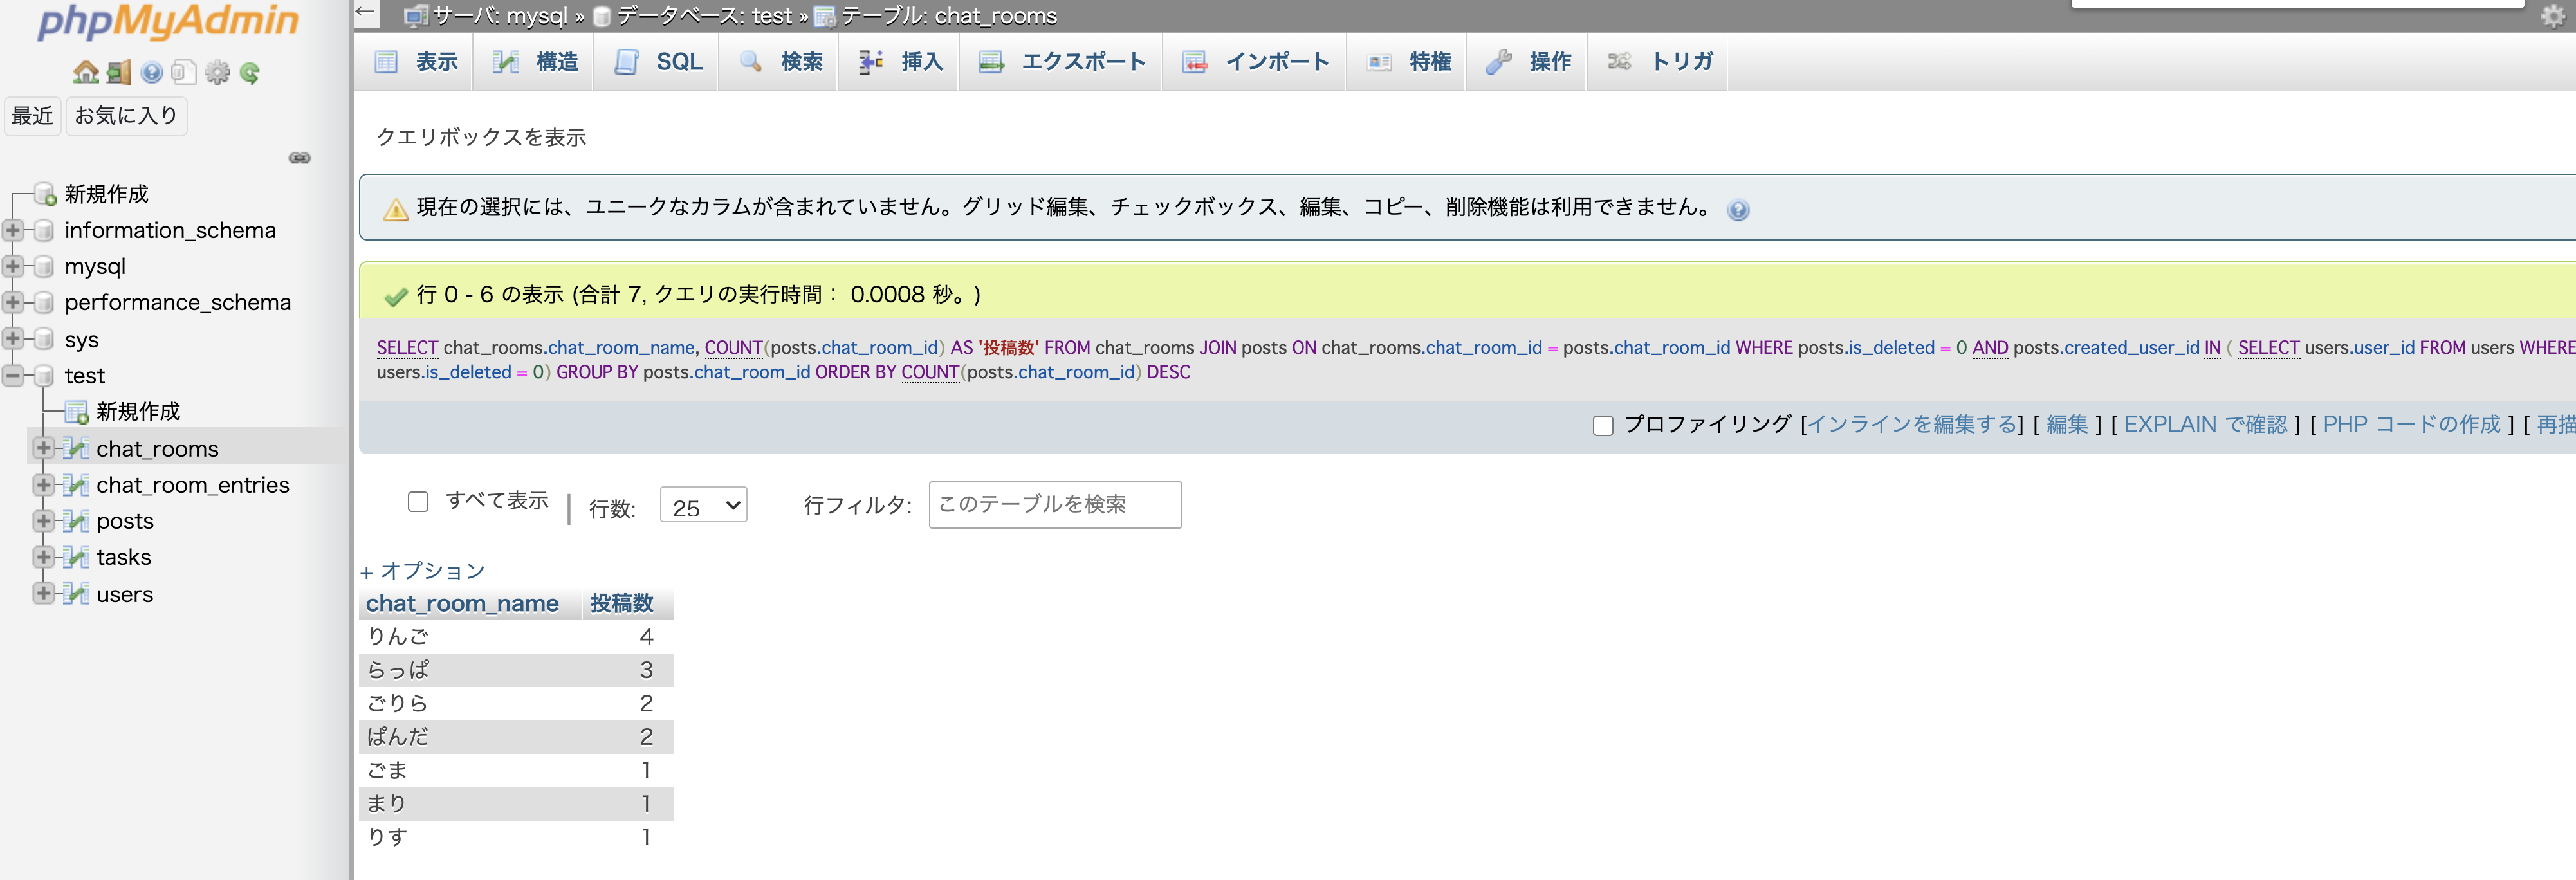 phpMyAdmin
最近 お気に入り
新規作成
information_schema
mysql
performance_schema
sys
test
新規作成
chat_rooms
chat_room_entries
posts
tasks
users
サーバ: mysql » データベース: test » テーブル: chat_rooms
表示 構造 SQL 検索 挿入 エクスポート インポート 特権 操作 トリガ
クエリボックスを表示
現在の選択には、ユニークなカラムが含まれていません。グリッド編集、チェックボックス、編集、コピー、削除機能は利用できません。
行 0 - 6 の表示 (合計 7, クエリの実行時間： 0.0008 秒。)
SELECT chat_rooms.chat_room_name, COUNT(posts.chat_room_id) AS '投稿数' FROM chat_rooms JOIN posts ON chat_rooms.chat_room_id = posts.chat_room_id WHERE posts.is_deleted = 0 AND posts.created_user_id IN ( SELECT users.user_id FROM users WHERE
users.is_deleted = 0) GROUP BY posts.chat_room_id ORDER BY COUNT(posts.chat_room_id) DESC
プロファイリング [インラインを編集する] [ 編集 ] [ EXPLAIN で確認 ] [ PHP コードの作成 ] [ 再描
すべて表示 | 行数: 25 行フィルタ: このテーブルを検索
+ オプション
chat_room_name 投稿数
りんご 4
らっぱ 3
ごりら 2
ぱんだ 2
ごま 1
まり 1
りす 1